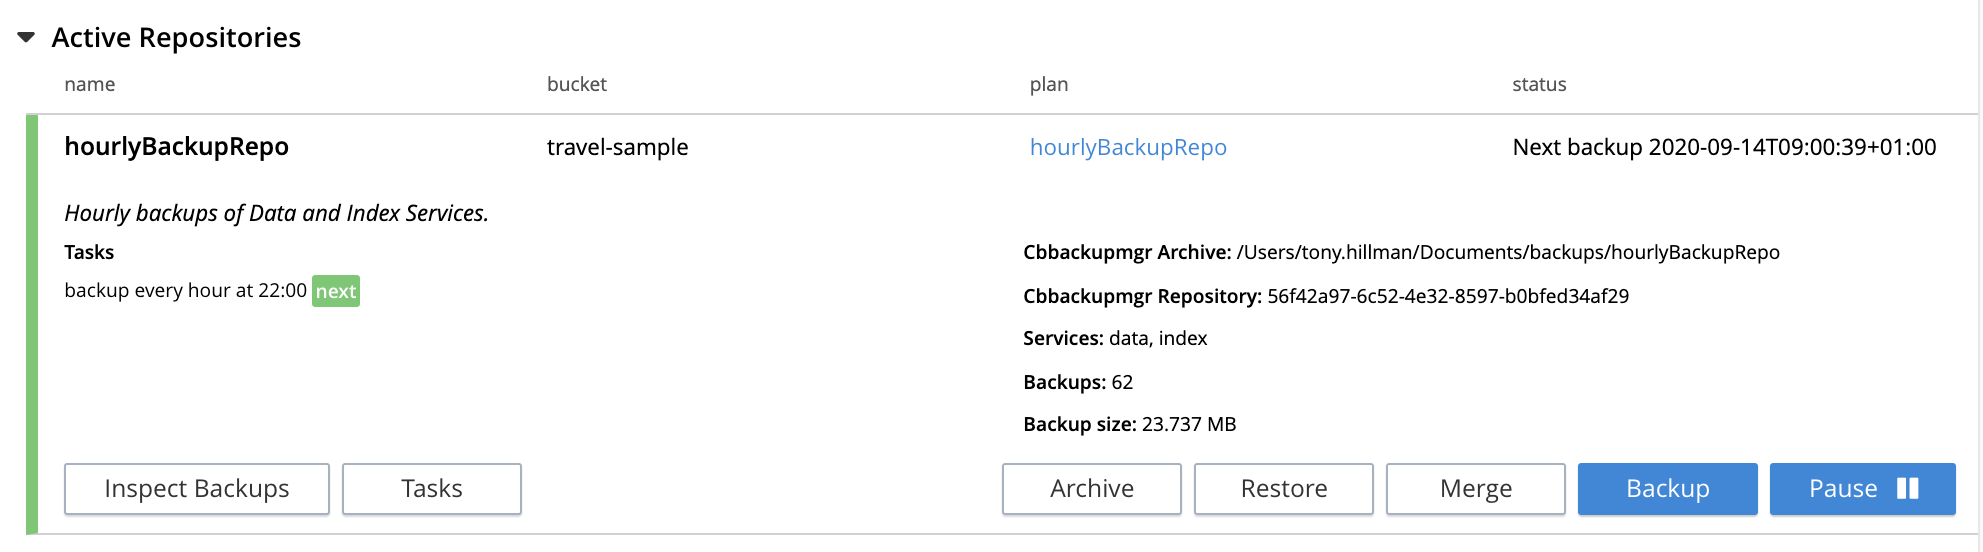 Active Repositories
name bucket plan status
hourlyBackupRepo travel-sample hourlyBackupRepo Next backup 2020-09-14T09:00:39+01:00
Hourly backups of Data and Index Services.
Tasks
backup every hour at 22:00 next
Cbbackupmgr Archive: /Users/tony.hillman/Documents/backups/hourlyBackupRepo
Cbbackupmgr Repository: 56f42a97-6c52-4e32-8597-b0bfed34af29
Services: data, index
Backups: 62
Backup size: 23.737 MB
Inspect Backups Tasks Archive Restore Merge Backup Pause